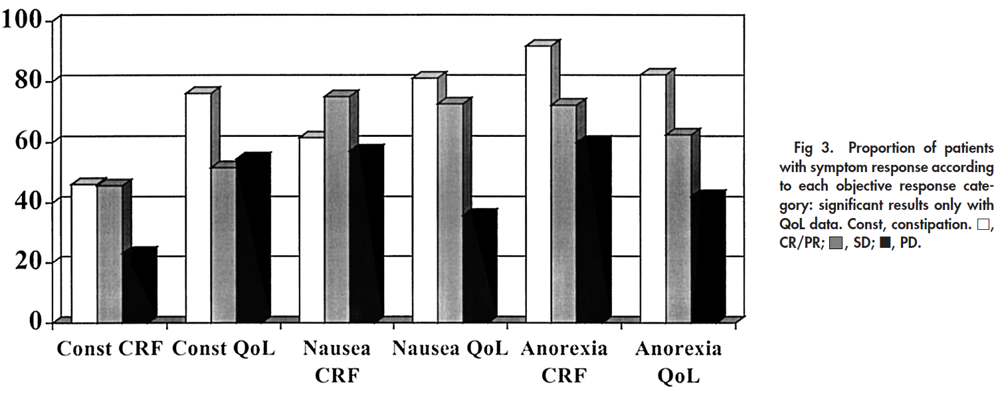 100
80
60
40
20
0
Const CRF Const QoL Nausea Nausea QoL Anorexia Anorexia
CRF CRF QoL
Fig 3. Proportion of patients
with symptom response according
to each objective response cate-
gory: significant results only with
QoL data. Const, constipation. □,
CR/PR; ■, SD; ■, PD.